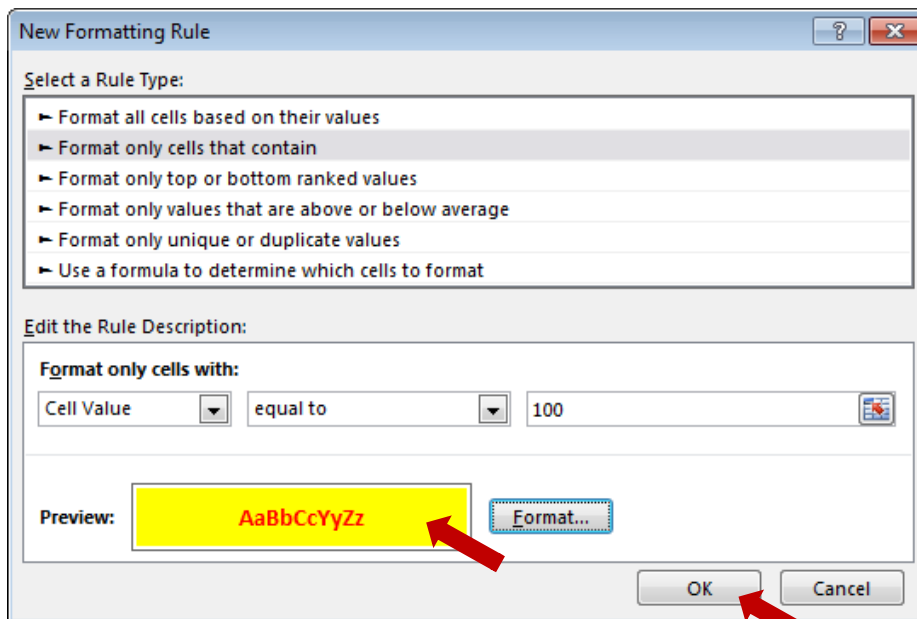 New Formatting Rule
Select a Rule Type:
► Format all cells based on their values
► Format only cells that contain
► Format only top or bottom ranked values
► Format only values that are above or below average
► Format only unique or duplicate values
► Use a formula to determine which cells to format
Edit the Rule Description:
Format only cells with:
Cell Value equal to 100
Preview: AaBbCcYyZz Format...
OK Cancel